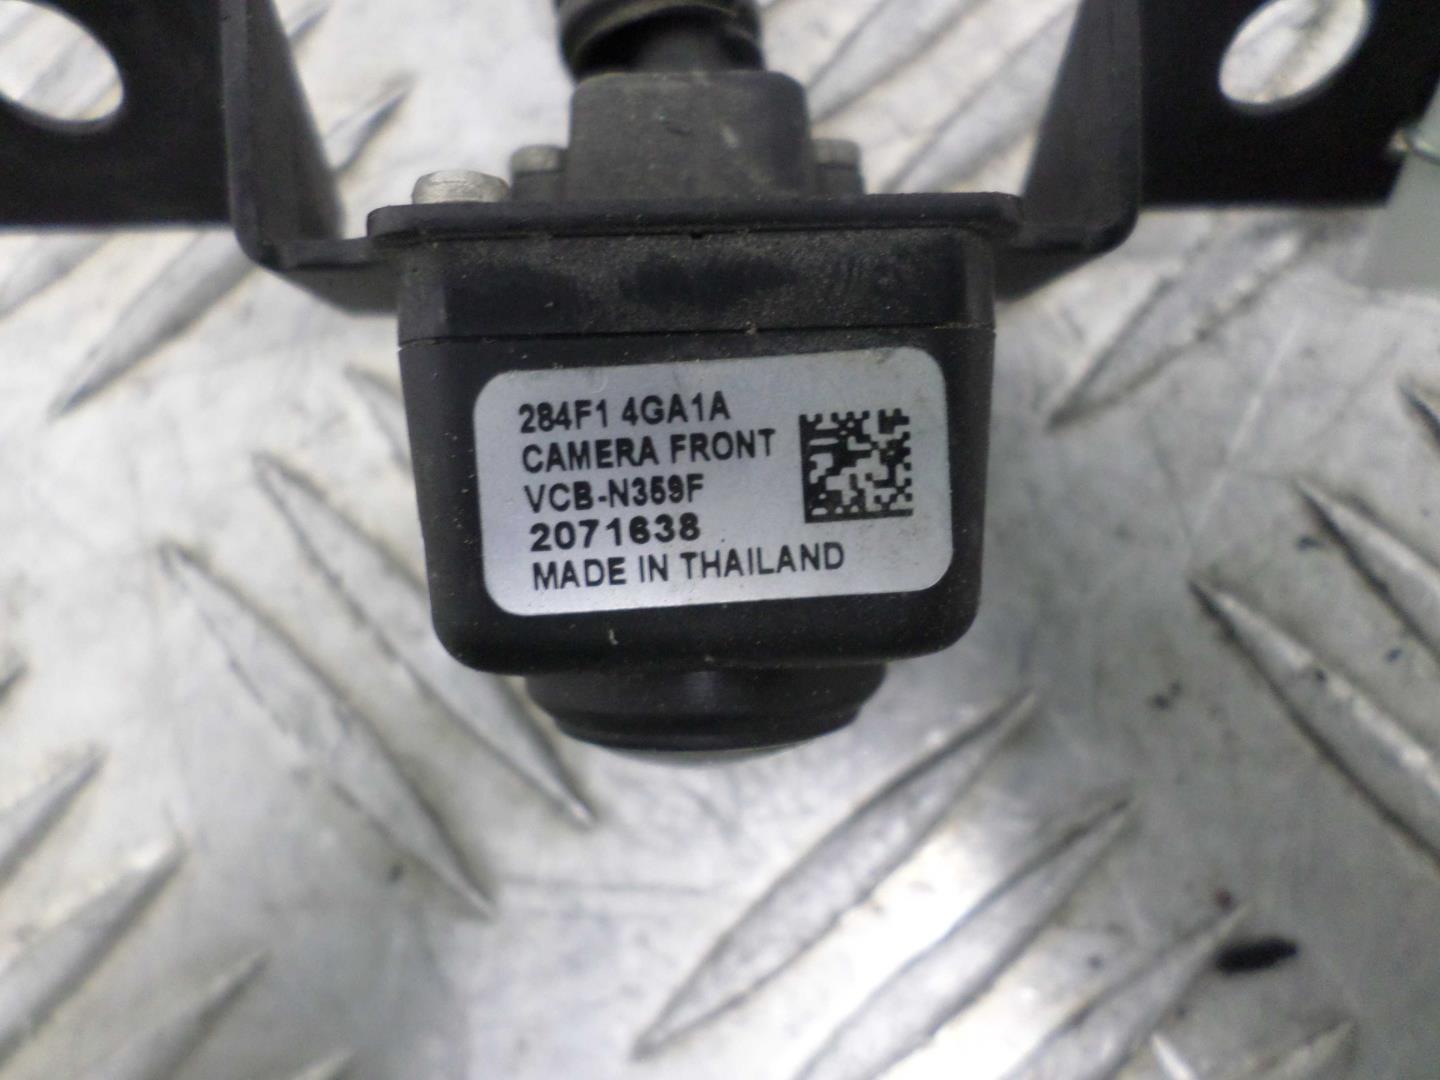 284F1 4GA1A
CAMERA FRONT
VCB-N359F
2071638
MADE IN THAILAND